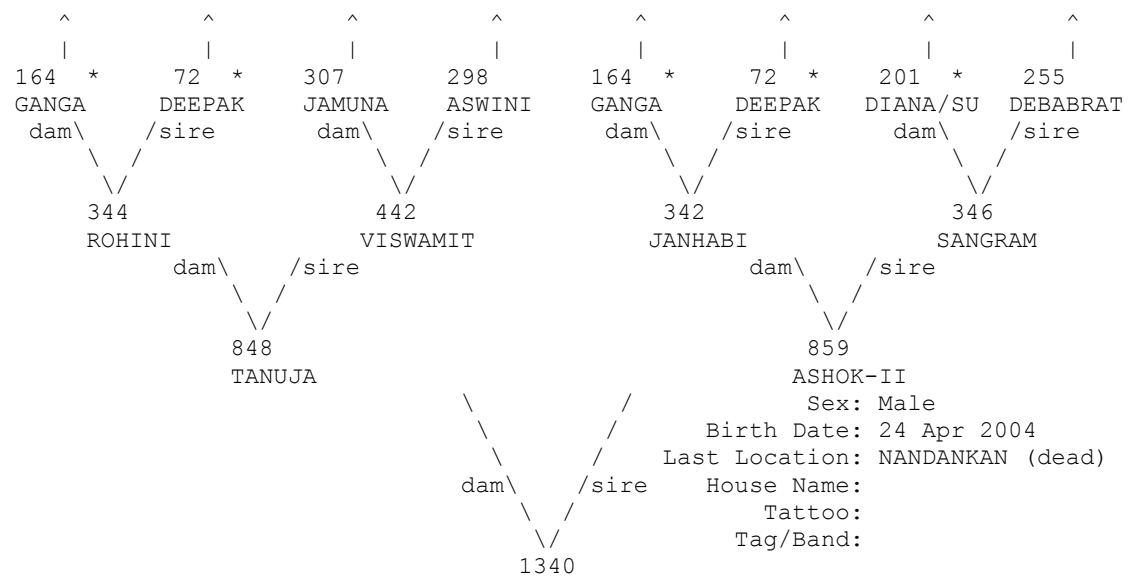 ^ ^ ^ ^ ^ ^ ^ ^
| | | | | | | |
164 * 72 * 307 298 164 * 72 * 201 * 255
GANGA DEEPAK JAMUNA ASWINI GANGA DEEPAK DIANA/SU DEBABRAT
dam\ /sire dam\ /sire dam\ /sire dam\ /sire
\ / \ / \ / \ /
\/ \/ \/ \/
344 442 342 346
ROHINI VISWAMIT JANHABI SANGRAM
dam\ /sire dam\ /sire
\ / \ /
\/ \/
848 859
TANUJA ASHOK-II
\ / Sex: Male
\ / Birth Date: 24 Apr 2004
\ / Last Location: NANDANKAN (dead)
dam\ /sire House Name:
\ / Tattoo:
\/ Tag/Band:
1340